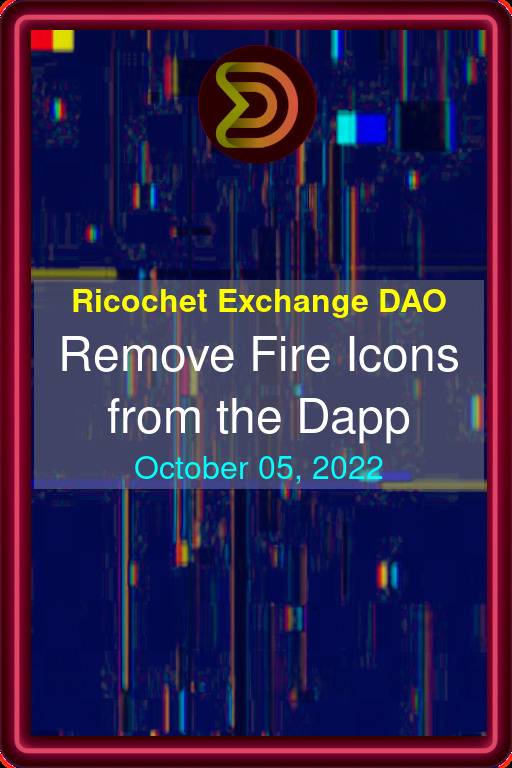 Ricochet Exchange DAO
Remove Fire Icons
from the Dapp
October 05, 2022